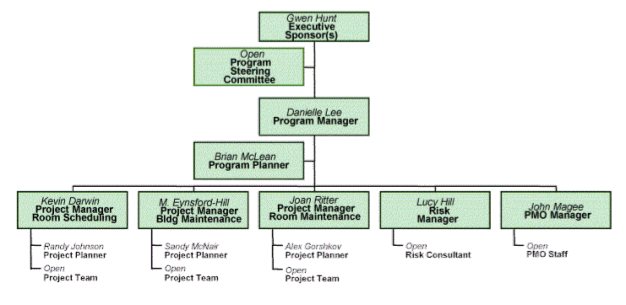 Gwen Hunt
Executive
Sponsor(s)
Open
Program
Steering
Committee
Danielle Lee
Program Manager
Brian McLean
Program Planner
Kevin Darwin
Project Manager
Room Scheduling
M. Eynsford-Hill
Project Manager
Bldg Maintenance
Joan Ritter
Project Manager
Room Maintenance
Lucy Hill
Risk
Manager
John Magee
PMO Manager
Randy Johnson
Project Planner
Open
Project Team
Sandy McNair
Project Planner
Open
Project Team
Alex Gorshkov
Project Planner
Open
Project Team
Open
Risk Consultant
Open
PMO Staff